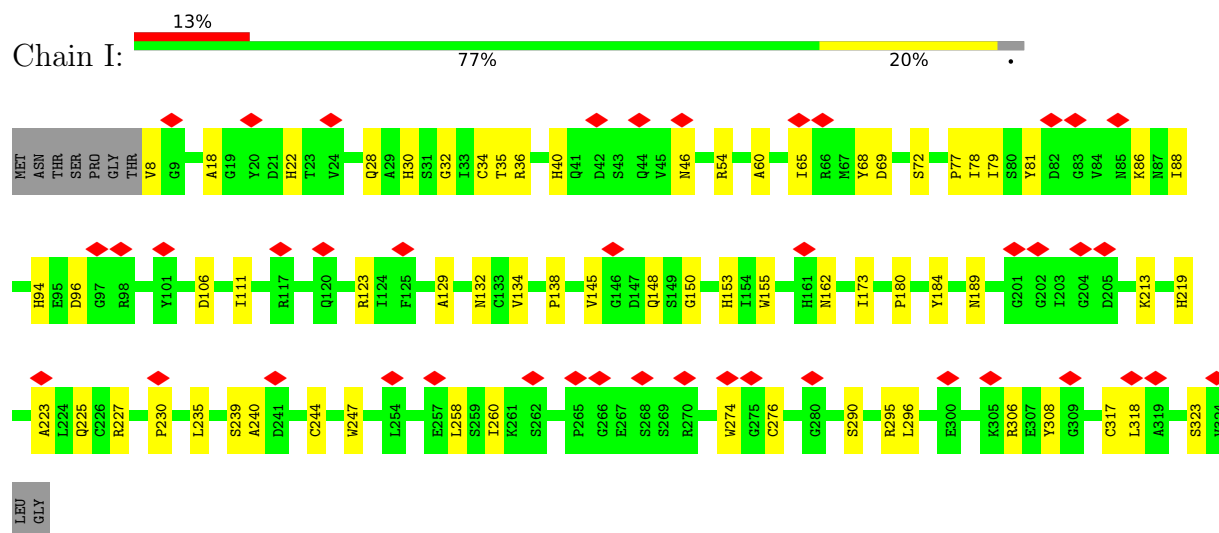 13%
Chain I:
77% 20% •
MET ASN THR SER PRO GLY THR V8 G9 A18 G19 Y20 D21 H22 T23 V24 Q28 A29 H30 S31 G32 I33 C34 T35 R36 H40 Q41 D42 S43 Q44 V45 N46 R54 A60 I65 R66 M67 Y68 D69 S72 P77 I78 I79 S80 Y81 D82 G83 V84 N85 K86 N87 I88
H94 E95 D96 G97 R98 Y101 D106 I111 R117 Q120 R123 I124 F125 A129 N132 C133 V134 P138 V145 G146 D147 Q148 S149 G150 H153 I154 W155 H161 N162 I173 P180 Y184 N189 G201 G202 I203 G204 D205 K213 H219
A223 L224 Q225 C226 R227 P230 L235 S239 A240 D241 C244 W247 L254 E257 L258 S259 I260 K261 S262 P265 G266 E267 S268 S269 R270 W274 G275 C276 G280 S290 R295 L296 E300 K305 R306 E307 Y308 G309 C317 L318 A319 S323
LEU GLY